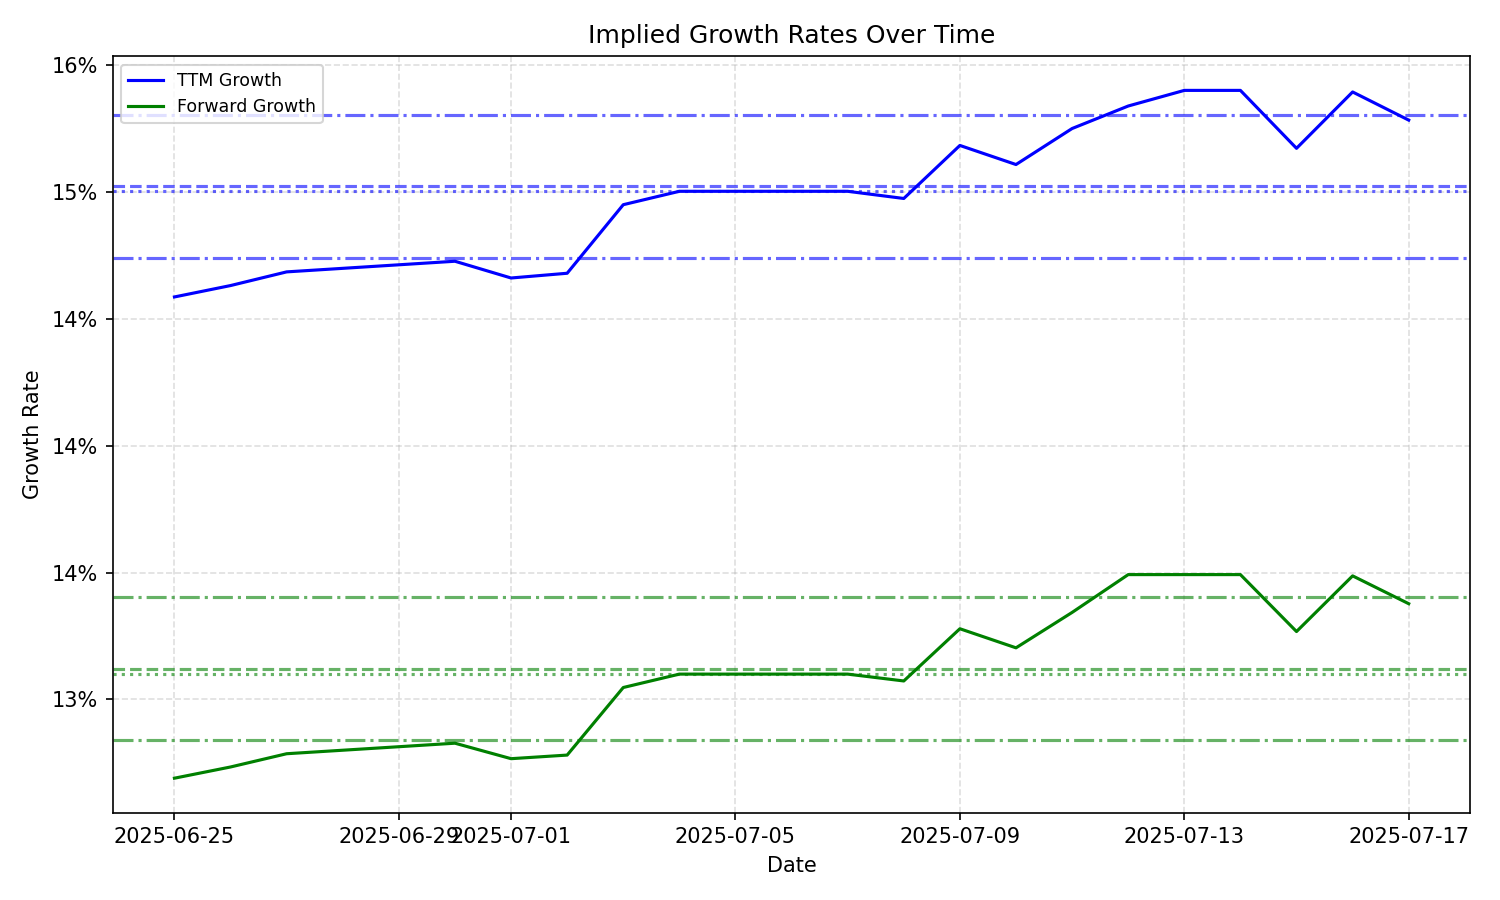 Implied Growth Rates Over Time
TTM Growth
Forward Growth
16%
15%
14%
14%
14%
13%
Growth Rate
2025-06-25
2025-06-29
2025-07-01
2025-07-05
2025-07-09
2025-07-13
2025-07-17
Date